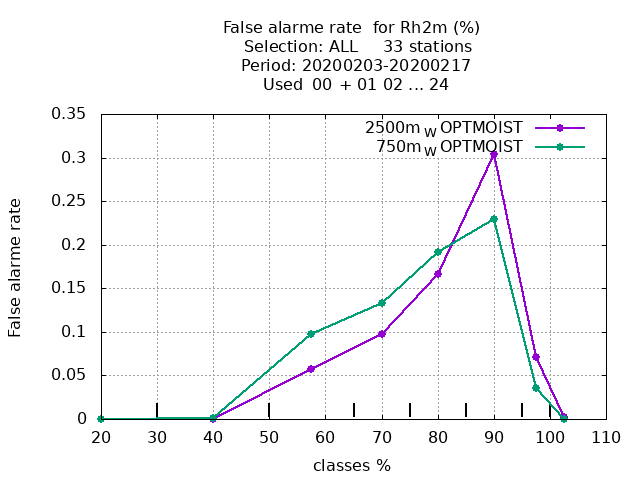 False alarme rate  for Rh2m (%)
Selection: ALL     33 stations
Period: 20200203-20200217
Used  00  + 01 02 ... 24
2500m W OPTMOIST
750m W OPTMOIST
0.35
0.3
0.25
0.2
0.15
0.1
0.05
0
False alarme rate
20 30 40 50 60 70 80 90 100 110
classes %